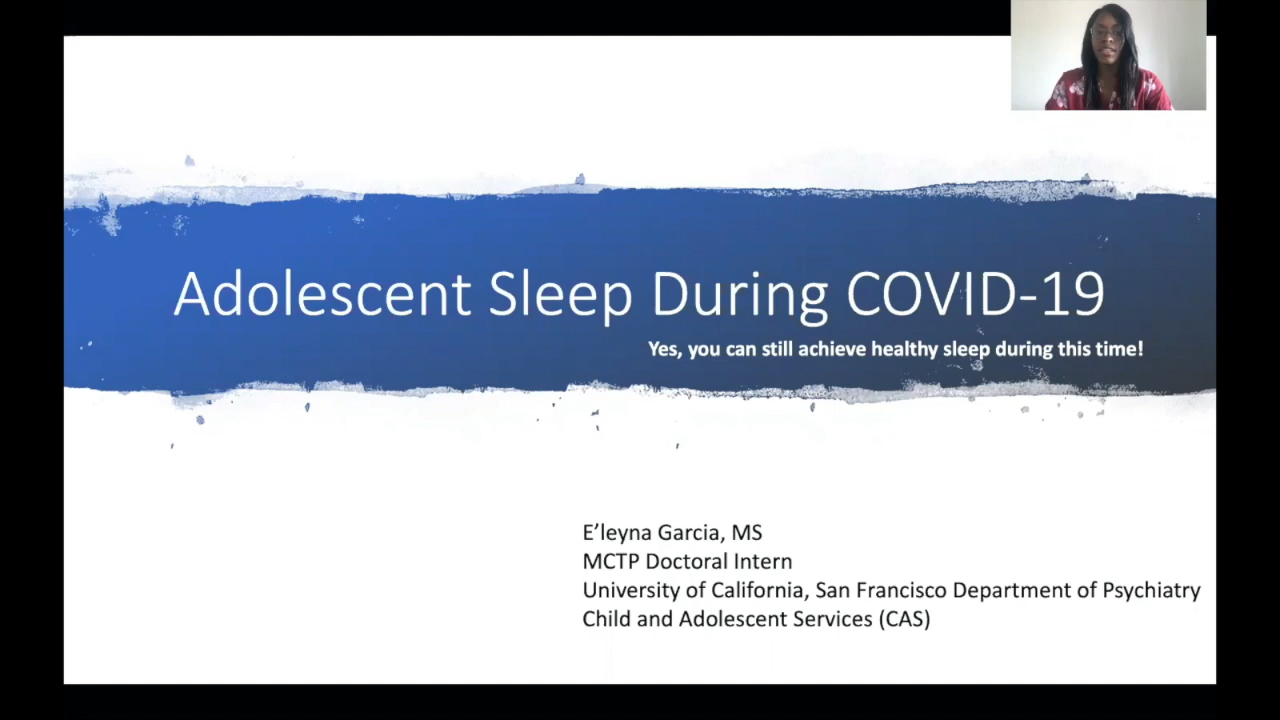 Adolescent Sleep During COVID-19
Yes, you can still achieve healthy sleep during this time!
E'leyna Garcia, MS
MCTP Doctoral Intern
University of California, San Francisco Department of Psychiatry
Child and Adolescent Services (CAS)